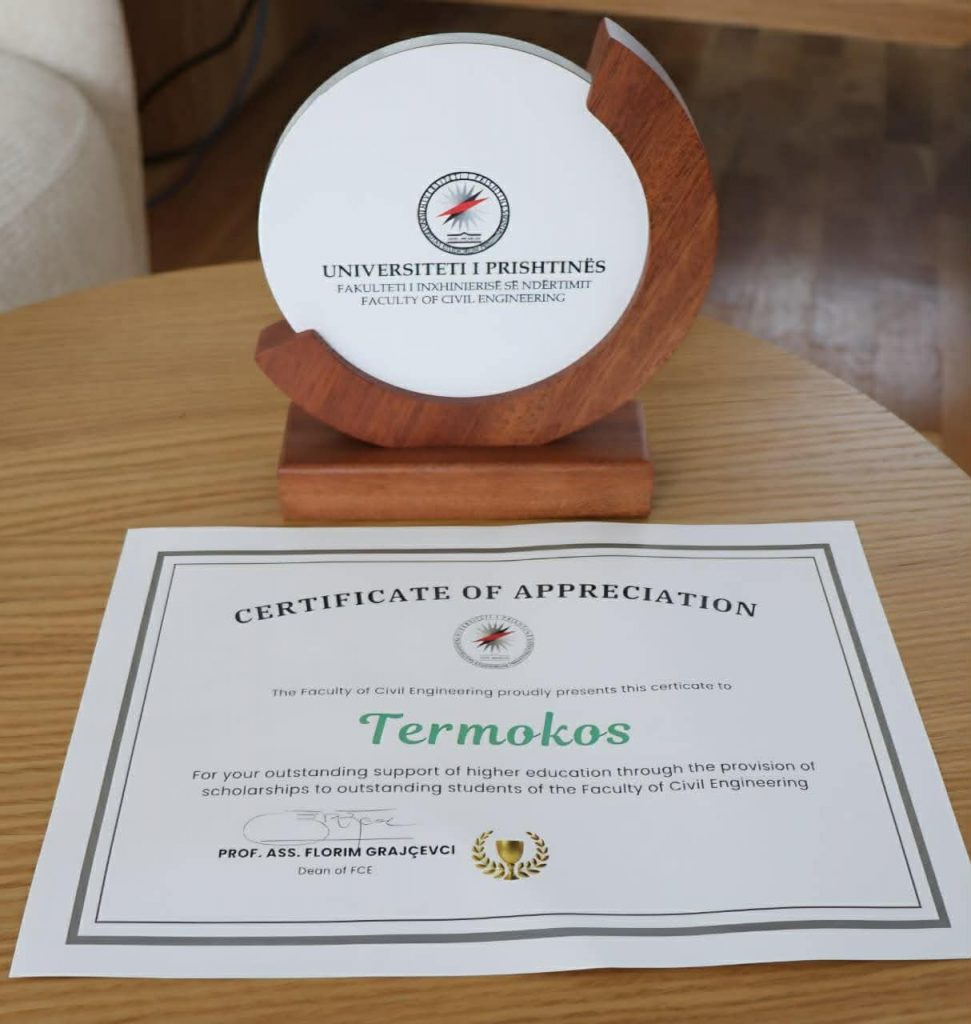 UNIVERSITETI I PRISHTINËS
FAKULTETI I INXHINIERISË SË NDËRTIMIT
FACULTY OF CIVIL ENGINEERING
CERTIFICATE OF APPRECIATION
The Faculty of Civil Engineering proudly presents this certicate to
Termokos
For your outstanding support of higher education through the provision of
scholarships to outstanding students of the Faculty of Civil Engineering
PROF. ASS. FLORIM GRAJÇEVCI
Dean of FCE